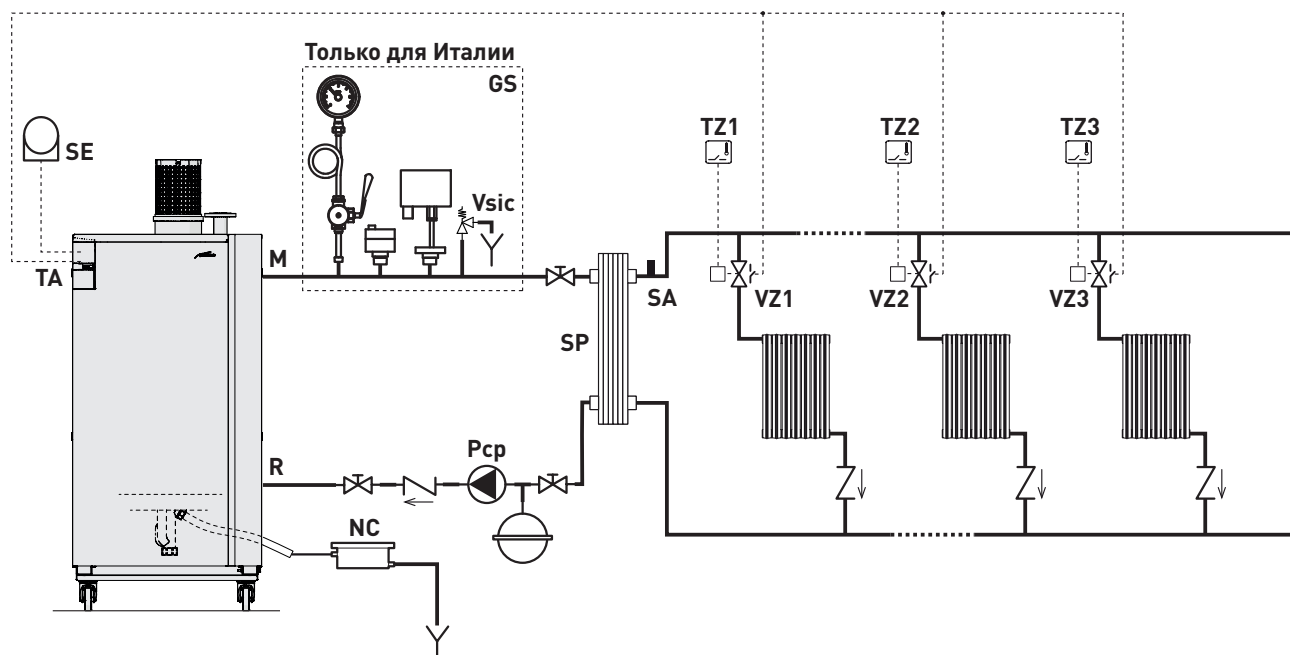 Только для Италии
GS
SE
TZ1
TZ2
TZ3
Vsic
TA
M
SA
VZ1
VZ2
VZ3
SP
Pcp
R
NC